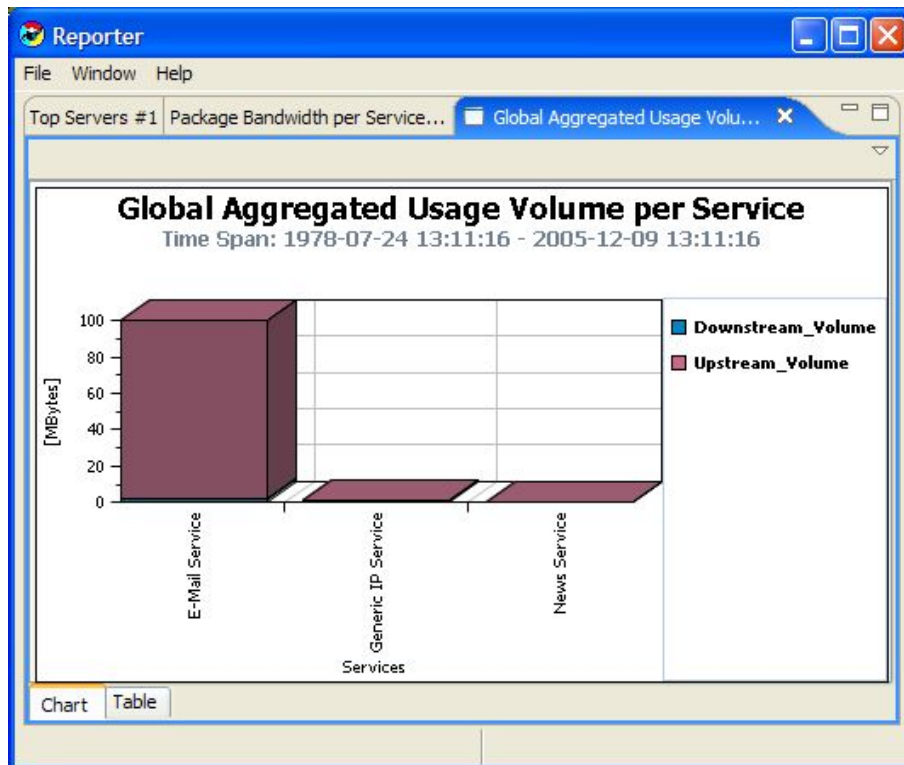 Reporter
File Window Help
Top Servers #1 Package Bandwidth per Service... Global Aggregated Usage Volu...
Global Aggregated Usage Volume per Service
Time Span: 1978-07-24 13:11:16 - 2005-12-09 13:11:16
100
80
60
40
20
0
[MBytes]
E-Mail Service
Generic IP Service
News Service
Services
Downstream_Volume
Upstream_Volume
Chart Table